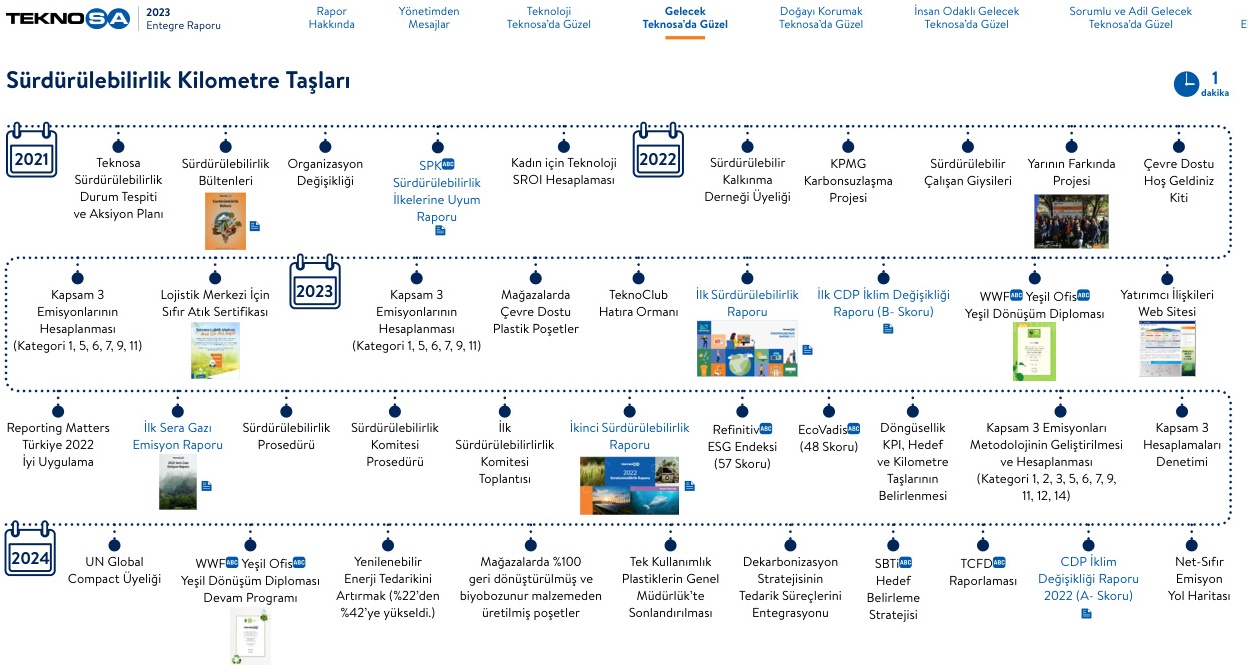 TEKNOSA
2023
Entegre Raporu
Rapor
Hakkında
Yönetimden
Mesajlar
Teknoloji
Teknosa’da Güzel
Gelecek
Teknosa’da Güzel
Doğayı Korumak
Teknosa’da Güzel
İnsan Odaklı Gelecek
Teknosa’da Güzel
Sorumlu ve Adil Gelecek
Teknosa’da Güzel
E
Sürdürülebilirlik Kilometre Taşları
1
dakika
2021
Teknosa
Sürdürülebilirlik
Durum Tespiti
ve Aksiyon Planı
Sürdürülebilirlik
Bültenleri
Organizasyon
Değişikliği
SPK ABC
Sürdürülebilirlik
İlkelerine Uyum
Raporu
Kadın için Teknoloji
SROI Hesaplaması
2022
Sürdürülebilir
Kalkınma
Derneği Üyeliği
KPMG
Karbonsuzlaşma
Projesi
Sürdürülebilir
Çalışan Giysileri
Yarının Farkında
Projesi
Çevre Dostu
Hoş Geldiniz
Kiti
Kapsam 3
Emisyonlarının
Hesaplanması
(Kategori 1, 5, 6, 7, 9, 11)
Lojistik Merkezi İçin
Sıfır Atık Sertifikası
2023
Kapsam 3
Emisyonlarının
Hesaplanması
(Kategori 1, 5, 6, 7, 9, 11)
Mağazalarda
Çevre Dostu
Plastik Poşetler
TeknoClub
Hatıra Ormanı
İlk Sürdürülebilirlik
Raporu
İlk CDP İklim Değişikliği
Raporu (B- Skoru)
WWF ABC Yeşil Ofis ABC
Yeşil Dönüşüm Diploması
Yatırımcı İlişkileri
Web Sitesi
Reporting Matters
Türkiye 2022
İyi Uygulama
İlk Sera Gazı
Emisyon Raporu
Sürdürülebilirlik
Prosedürü
Sürdürülebilirlik
Komitesi
Prosedürü
İlk
Sürdürülebilirlirlik
Komitesi
Toplantısı
İkinci Sürdürülebilirlik
Raporu
TEKNOSA
2022
Refinitiv ABC
ESG Endeksi
(57 Skoru)
EcoVadis ABC
(48 Skoru)
Döngüsellik
KPI, Hedef
ve Kilometre
Taşlarının
Belirlenmesi
Kapsam 3 Emisyonları
Metodolojinin Geliştirilmesi
ve Hesaplanması
(Kategori 1, 2, 3, 5, 6, 7, 9,
11, 12, 14)
Kapsam 3
Hesaplamaları
Denetimi
2024
UN Global
Compact Üyeliği
WWF ABC Yeşil Ofis ABC
Yeşil Dönüşüm Diploması
Devam Programı
Yenilenebilir
Enerji Tedarikini
Artırmak (%22’den
%42’ye yükseldi.)
Mağazalarda %100
geri dönüştürülmüş ve
biyobozunur malzemeden
üretilmiş poşetler
Tek Kullanımlık
Plastiklerin Genel
Müdürlük’te
Sonlandırılması
Dekarbonizasyon
Stratejisinin
Tedarik Süreçlerini
Entegrasyonu
SBTi ABC
Hedef
Belirleme
Stratejisi
TCFD ABC
Raporlaması
CDP İklim
Değişikliği Raporu
2022 (A- Skoru)
Net-Sıfır
Emisyon
Yol Haritası